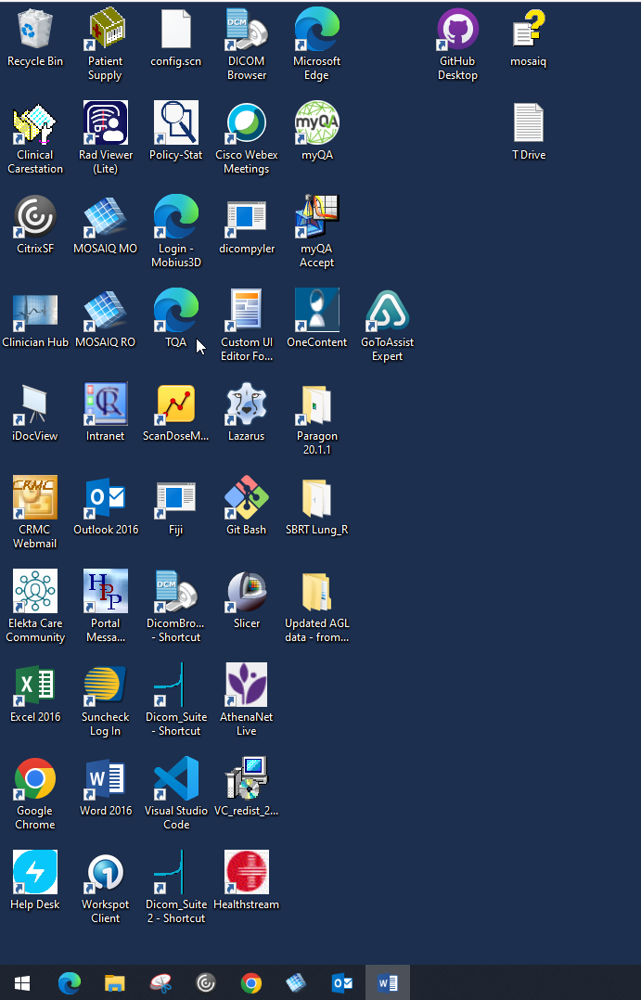 Recycle Bin
Patient
Supply
config.scn
DICOM
Browser
Microsoft
Edge
GitHub
Desktop
mosaiq
Clinical
Carestation
Rad Viewer
(Lite)
Policy-Stat
Cisco Webex
Meetings
myQA
myQA
T Drive
CitrixSF
MOSAIQ MO
Login -
Mobius3D
dicompyler
myQA
Accept
Clinician Hub
MOSAIQ RO
TQA
Custom UI
Editor Fo...
OneContent
GoToAssist
Expert
iDocView
Intranet
ScanDoseM...
Lazarus
Paragon
20.1.1
CRMC
CRMC
Webmail
Outlook 2016
Fiji
Git Bash
SBRT Lung_R
Elekta Care
Community
HPP
Portal
Messa...
DCM
DicomBro...
- Shortcut
Slicer
Updated AGL
data - from...
Excel 2016
Suncheck
Log In
Dicom_Suite
- Shortcut
AthenaNet
Live
Google
Chrome
Word 2016
Visual Studio
Code
VC_redist_2...
Help Desk
Workspot
Client
Dicom_Suite
2 - Shortcut
Healthstream